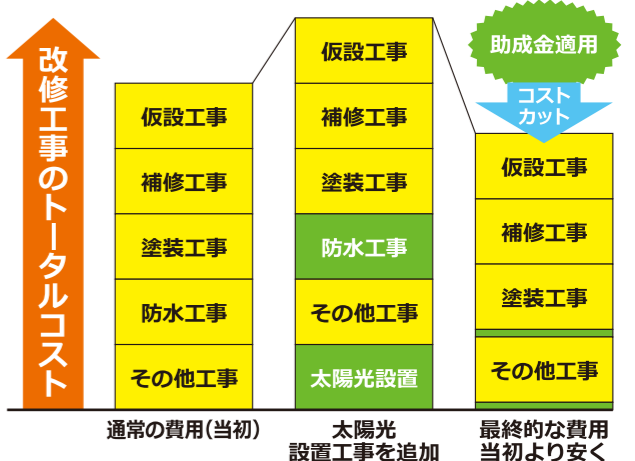 改修工事のトータルコスト
仮設工事
補修工事
塗装工事
防水工事
その他工事
通常の費用(当初)
仮設工事
補修工事
塗装工事
防水工事
その他工事
太陽光設置
太陽光
設置工事を追加
助成金適用
コスト
カット
仮設工事
補修工事
塗装工事
その他工事
最終的な費用
当初より安く